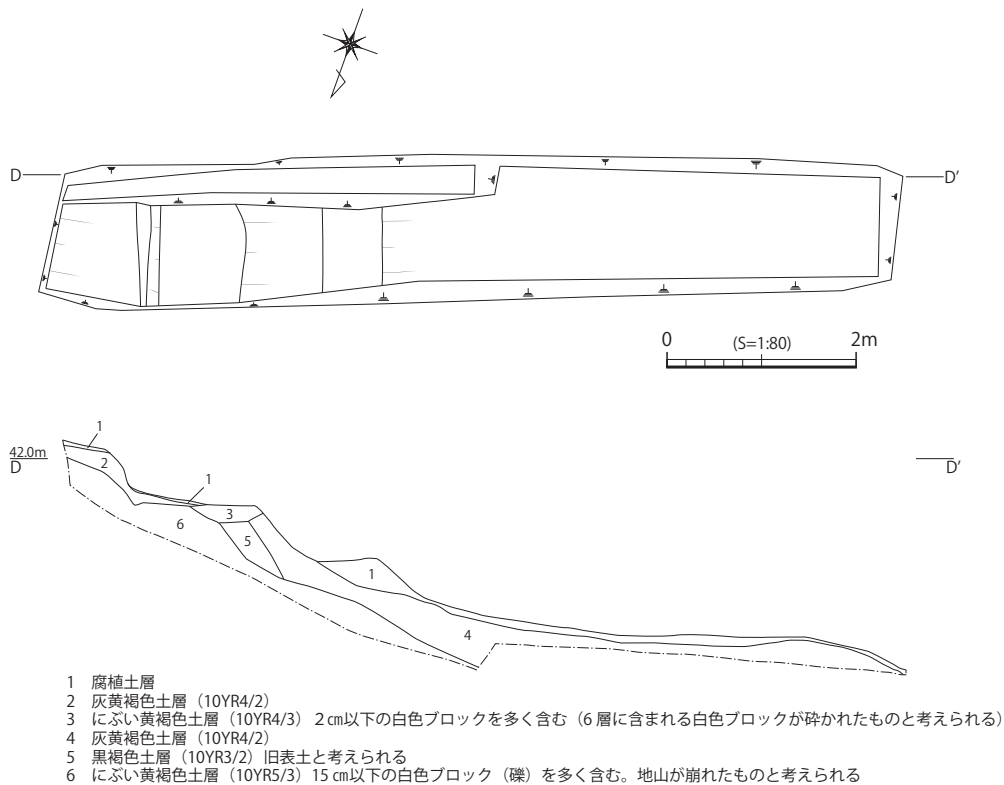 D D’
0 (S=1:80) 2m
1
42.0m
D D’
2
1
3
6
5
1
4
1 腐植土層
2 灰黄褐色土層（10YR4/2）
3 にぶい黄褐色土層（10YR4/3）２㎝以下の白色ブロックを多く含む（6 層に含まれる白色ブロックが砕かれたものと考えられる）
4 灰黄褐色土層（10YR4/2）
5 黒褐色土層（10YR3/2）旧表土と考えられる
6 にぶい黄褐色土層（10YR5/3）15 ㎝以下の白色ブロック（礫）を多く含む。地山が崩れたものと考えられる